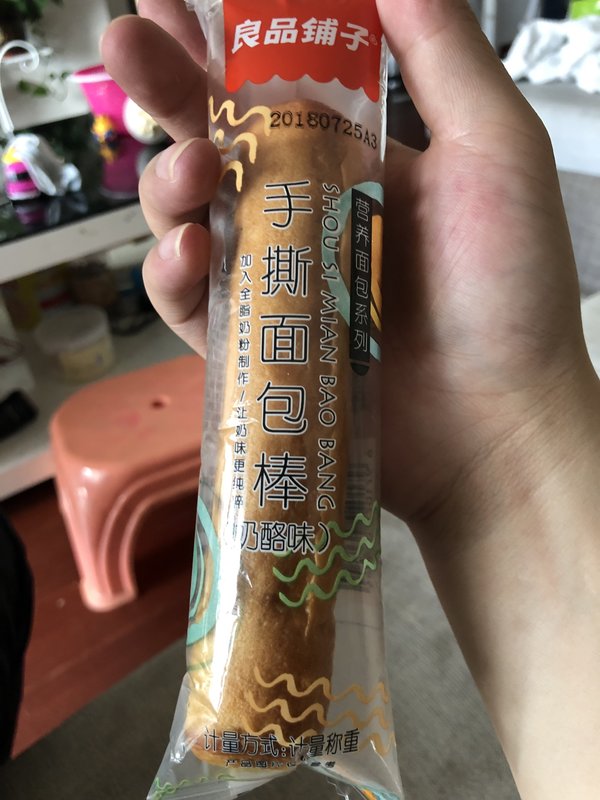 良品铺子
20180725A3
营养面包系列
SHOU SI MIAN BAO BANG
手撕面包棒
(奶酪味)
加入全脂奶粉制作/让奶味更纯粹
计量方式:计量称重